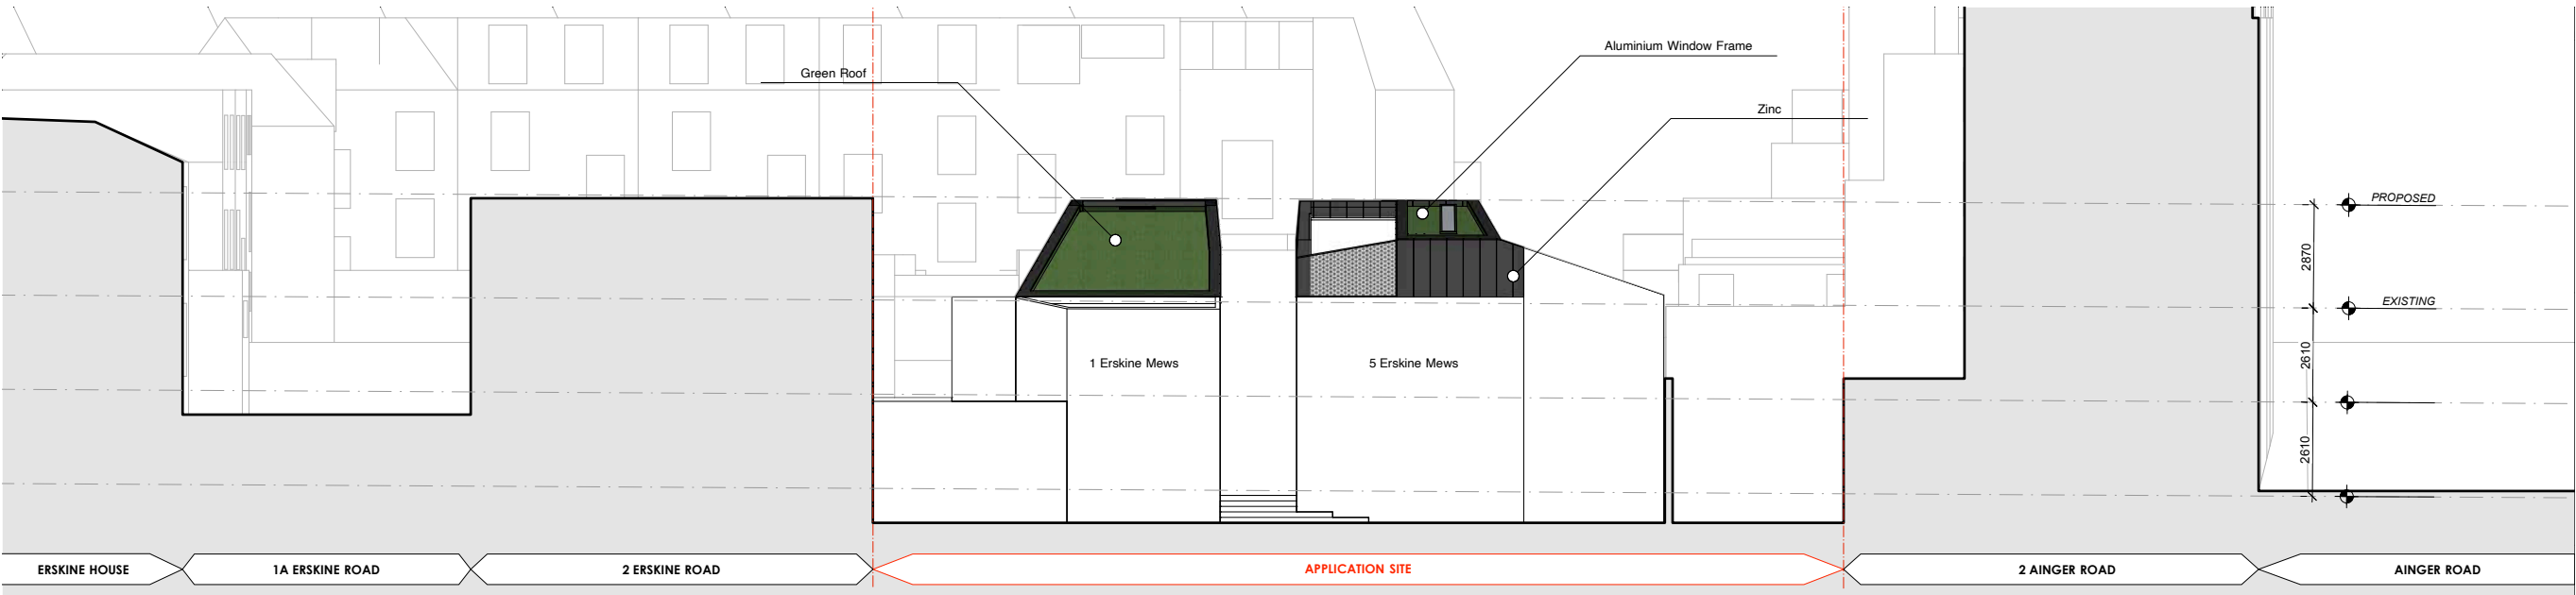 Aluminium Window Frame
Green Roof
Zinc
PROPOSED
2870
EXISTING
2610
1 Erskine Mews
5 Erskine Mews
2610
ERSKINE HOUSE
1A ERSKINE ROAD
2 ERSKINE ROAD
APPLICATION SITE
2 AINGER ROAD
AINGER ROAD